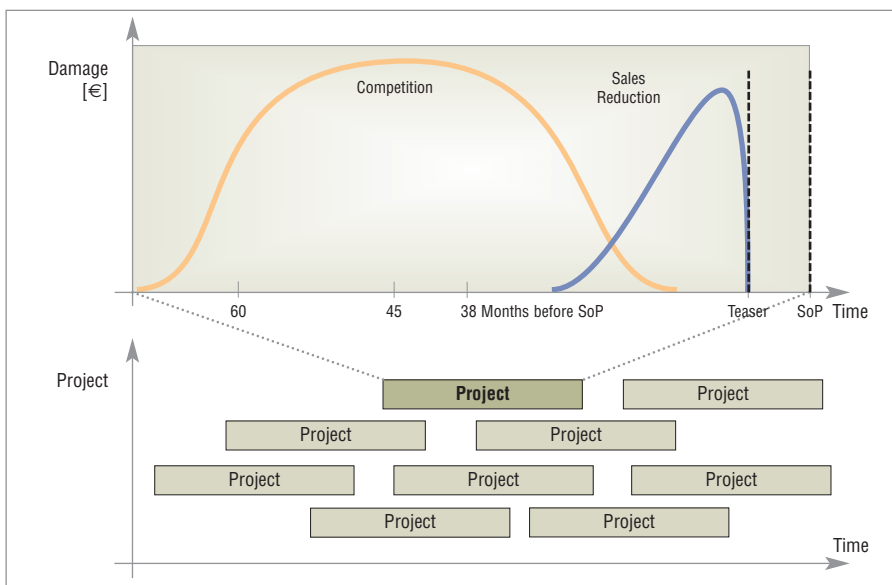 Damage
[€]
Competition
Sales
Reduction
60
45
38 Months before SoP
Teaser
SoP
Time
Project
Project
Project
Project
Project
Project
Project
Project
Project
Project
Time